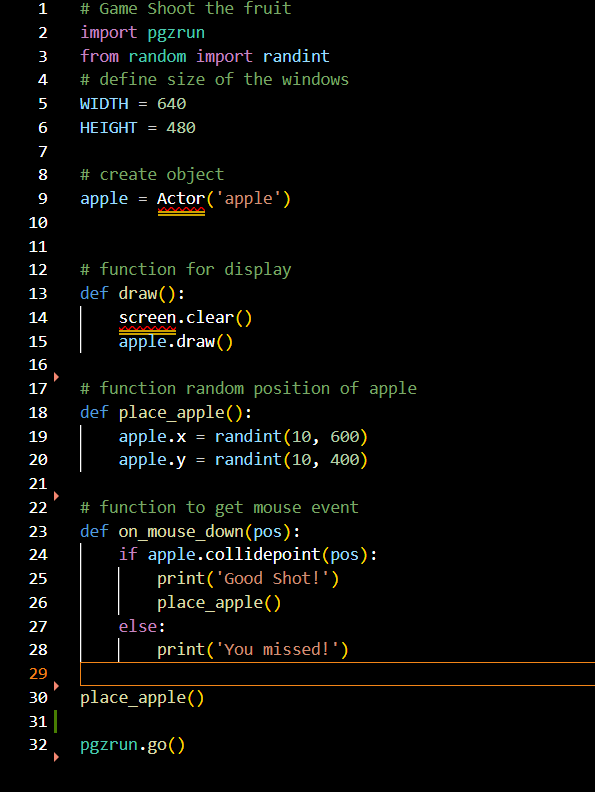 1 # Game Shoot the fruit
2 import pgzrun
3 from random import randint
4 # define size of the windows
5 WIDTH = 640
6 HEIGHT = 480
7
8 # create object
9 apple = Actor('apple')
10
11
12 # function for display
13 def draw():
14     screen.clear()
15     apple.draw()
16
17 # function random position of apple
18 def place_apple():
19     apple.x = randint(10, 600)
20     apple.y = randint(10, 400)
21
22 # function to get mouse event
23 def on_mouse_down(pos):
24     if apple.collidepoint(pos):
25         print('Good Shot!')
26         place_apple()
27     else:
28         print('You missed!')
29
30 place_apple()
31
32 pgzrun.go()